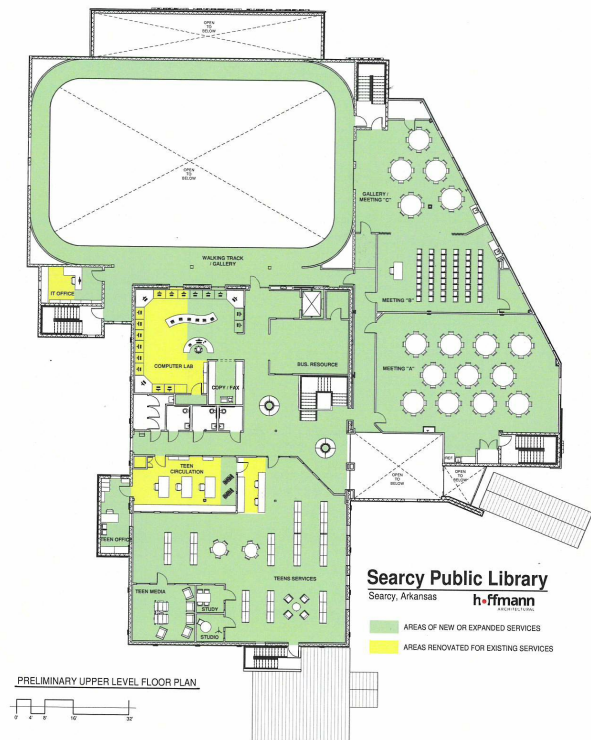 OPEN
TO
BELOW
OPEN
TO
BELOW
GALLERY /
MEETING "C"
WALKING TRACK
/ GALLERY
IT OFFICE
MEETING "B"
COMPUTER LAB
BUS. RESOURCE
MEETING "A"
COPY / FAX
TEEN
CIRCULATION
OPEN
TO
BELOW
REF
OPEN
TO
BELOW
TEEN OFFICE
TEENS SERVICES
TEEN MEDIA
STUDY
STUDIO
Searcy Public Library
Searcy, Arkansas
hoffmann
ARCHITECTURAL
AREAS OF NEW OR EXPANDED SERVICES
AREAS RENOVATED FOR EXISTING SERVICES
PRELIMINARY UPPER LEVEL FLOOR PLAN
0' 4' 8' 16' 32'